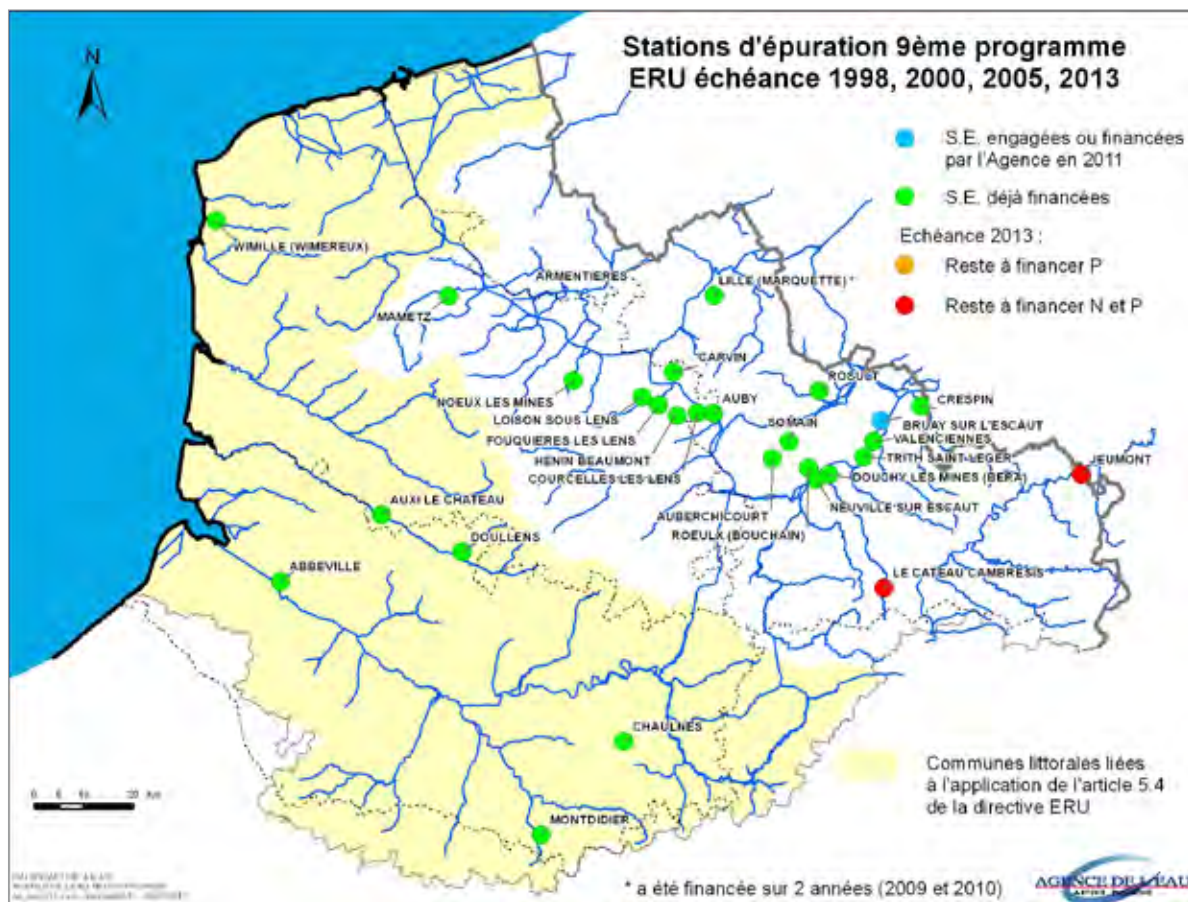 Stations d'épuration 9ème programme
ERU échéance 1998, 2000, 2005, 2013
N
S.E. engagées ou financées
par l'Agence en 2011
S.E. déjà financées
Echéance 2013 :
Reste à financer P
Reste à financer N et P
WIMILLE (WIMEREUX)
ARMENTIERES
LILLE (MARQUETTE) *
MAMETZ
CARVIN
ROSULT
NOEUX LES MINES
AUBY
CRESPIN
LOISON SOUS LENS
BRUAY SUR L'ESCAUT
FOUQUIERES LES LENS
SOMAIN
VALENCIENNES
HENIN BEAUMONT
TRITH SAINT LEGER
JEUMONT
COURCELLES LES LENS
DOUCHY LES MINES (BERA)
NEUVILLE SUR ESCAUT
AUXI LE CHATEAU
AUBERCHICOURT
ROEULX (BOUCHAIN)
DOULLENS
ABBEVILLE
LE CATEAU CAMBRESIS
CHAULNES
Communes littorales liées
à l'application de l'article 5.4
de la directive ERU
MONTDIDIER
* a été financée sur 2 années (2009 et 2010)
AGENCE DE L'EAU
ARTOIS PICARDIE